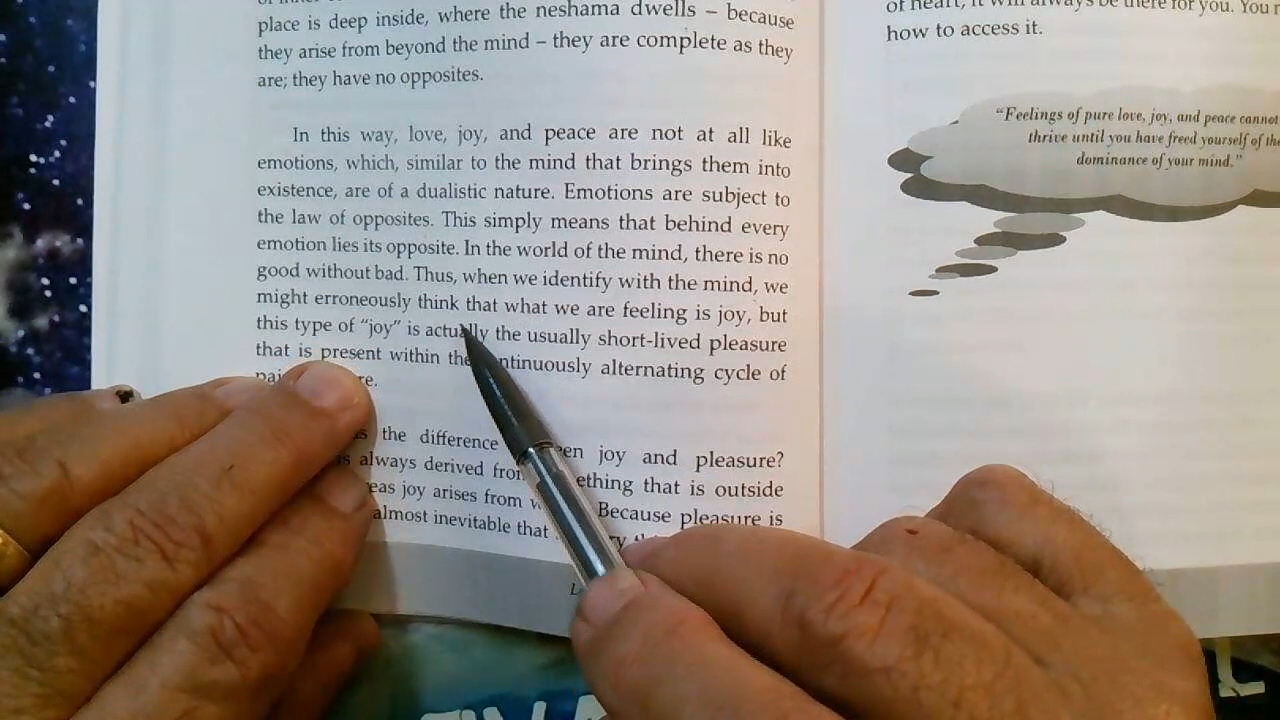 place is deep inside, where the neshama dwells – because
they arise from beyond the mind – they are complete as they
are; they have no opposites.
In this way, love, joy, and peace are not at all like
emotions, which, similar to the mind that brings them into
existence, are of a dualistic nature. Emotions are subject to
the law of opposites. This simply means that behind every
emotion lies its opposite. In the world of the mind, there is no
good without bad. Thus, when we identify with the mind, we
might erroneously think that what we are feeling is joy, but
this type of “joy” is actually the usually short-lived pleasure
that is present within the continuously alternating cycle of
the difference joy and pleasure?
always derived from ething that is outside
joy arises from Because pleasure is
almost inevitable that
of heart, it will always be there for you. You
how to access it.
“Feelings of pure love, joy, and peace cannot
thrive until you have freed yourself of the
dominance of your mind.”